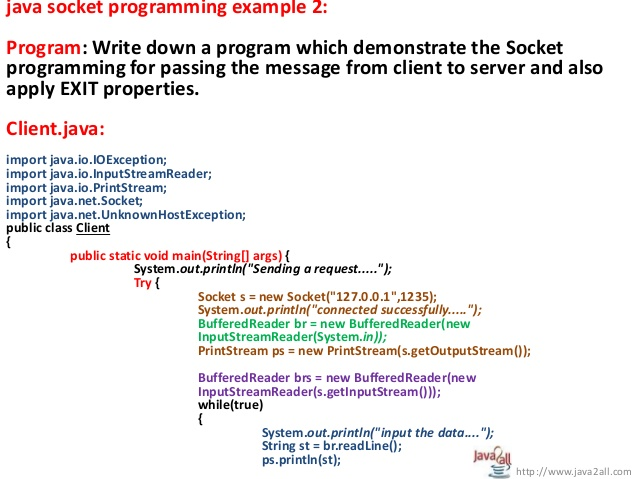 java socket programming example 2:
Program: Write down a program which demonstrate the Socket
programming for passing the message from client to server and also
apply EXIT properties.
Client.java:
import java.io.IOException;
import java.io.InputStreamReader;
import java.io.PrintStream;
import java.net.Socket;
import java.net.UnknownHostException;
public class Client
{
public static void main(String[] args) {
System.out.println("Sending a request.....");
Try {
Socket s = new Socket("127.0.0.1",1235);
System.out.println("connected successfully.....");
BufferedReader br = new BufferedReader(new
InputStreamReader(System.in));
PrintStream ps = new PrintStream(s.getOutputStream());
BufferedReader brs = new BufferedReader(new
InputStreamReader(s.getInputStream()));
while(true)
{
System.out.println("input the data....");
String st = br.readLine();
ps.println(st);
Java2all
http://www.java2all.com